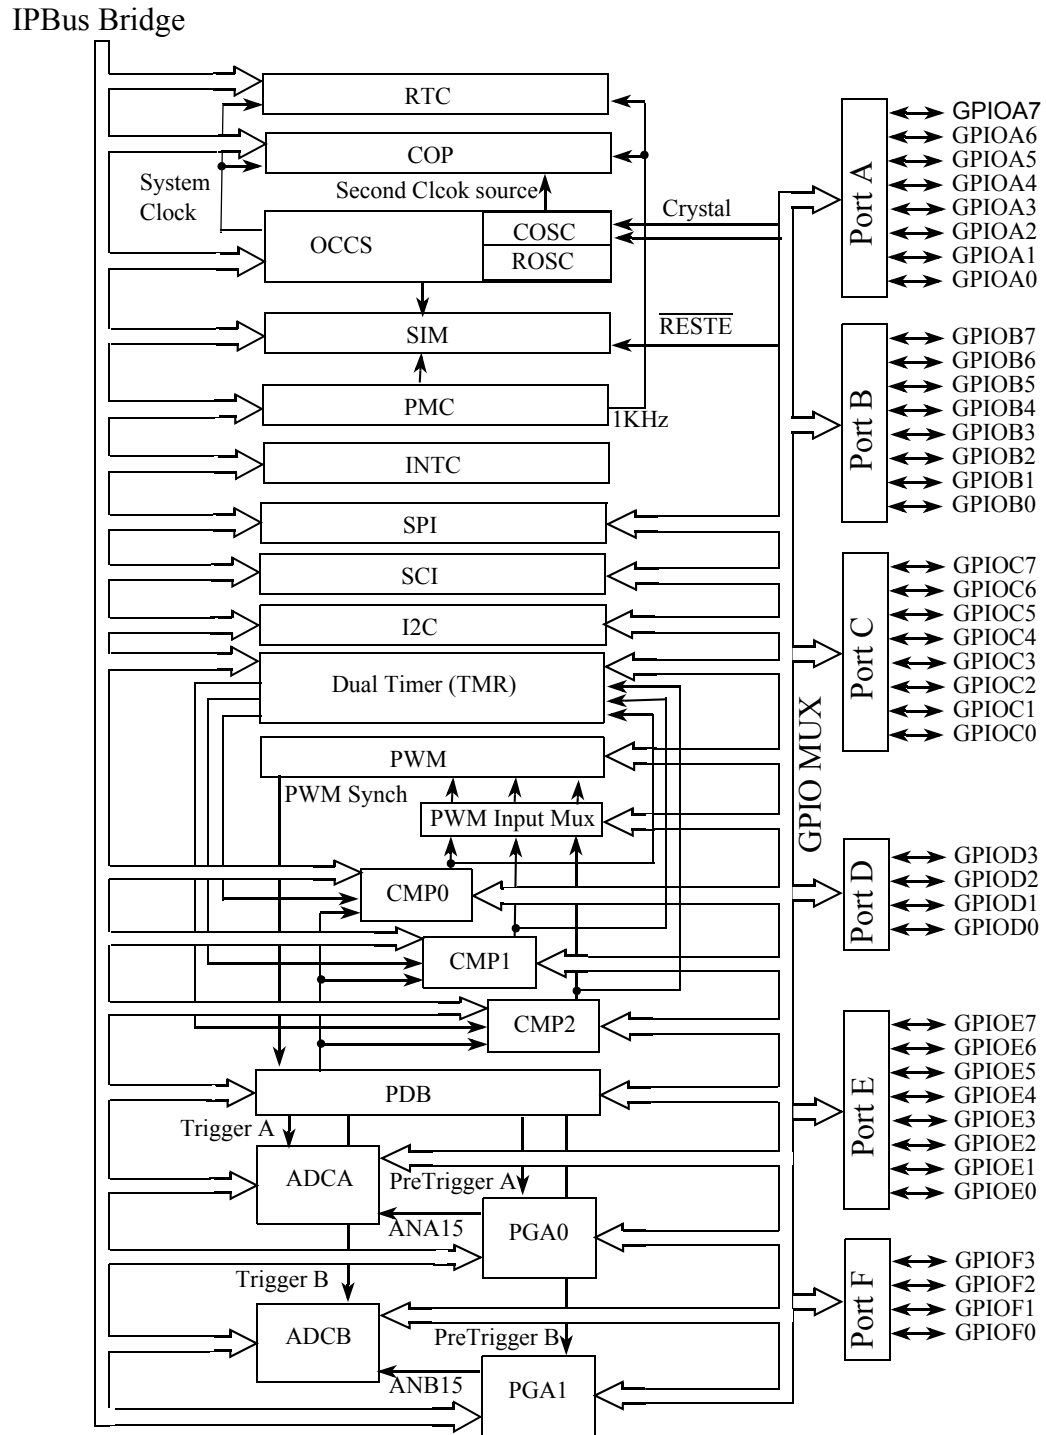 IPBus Bridge
RTC
COP
System
Clock
Second Clcok source
OCCS
COSC
ROSC
Crystal
SIM
RESTE
PMC
1KHz
INTC
SPI
SCI
I2C
Dual Timer (TMR)
PWM
PWM Synch
PWM Input Mux
CMP0
CMP1
CMP2
PDB
Trigger A
ADCA
PreTrigger A
ANA15
PGA0
Trigger B
ADCB
PreTrigger B
ANB15
PGA1
GPIO MUX
Port A
GPIOA7
GPIOA6
GPIOA5
GPIOA4
GPIOA3
GPIOA2
GPIOA1
GPIOA0
Port B
GPIOB7
GPIOB6
GPIOB5
GPIOB4
GPIOB3
GPIOB2
GPIOB1
GPIOB0
Port C
GPIOC7
GPIOC6
GPIOC5
GPIOC4
GPIOC3
GPIOC2
GPIOC1
GPIOC0
Port D
GPIOD3
GPIOD2
GPIOD1
GPIOD0
Port E
GPIOE7
GPIOE6
GPIOE5
GPIOE4
GPIOE3
GPIOE2
GPIOE1
GPIOE0
Port F
GPIOF3
GPIOF2
GPIOF1
GPIOF0